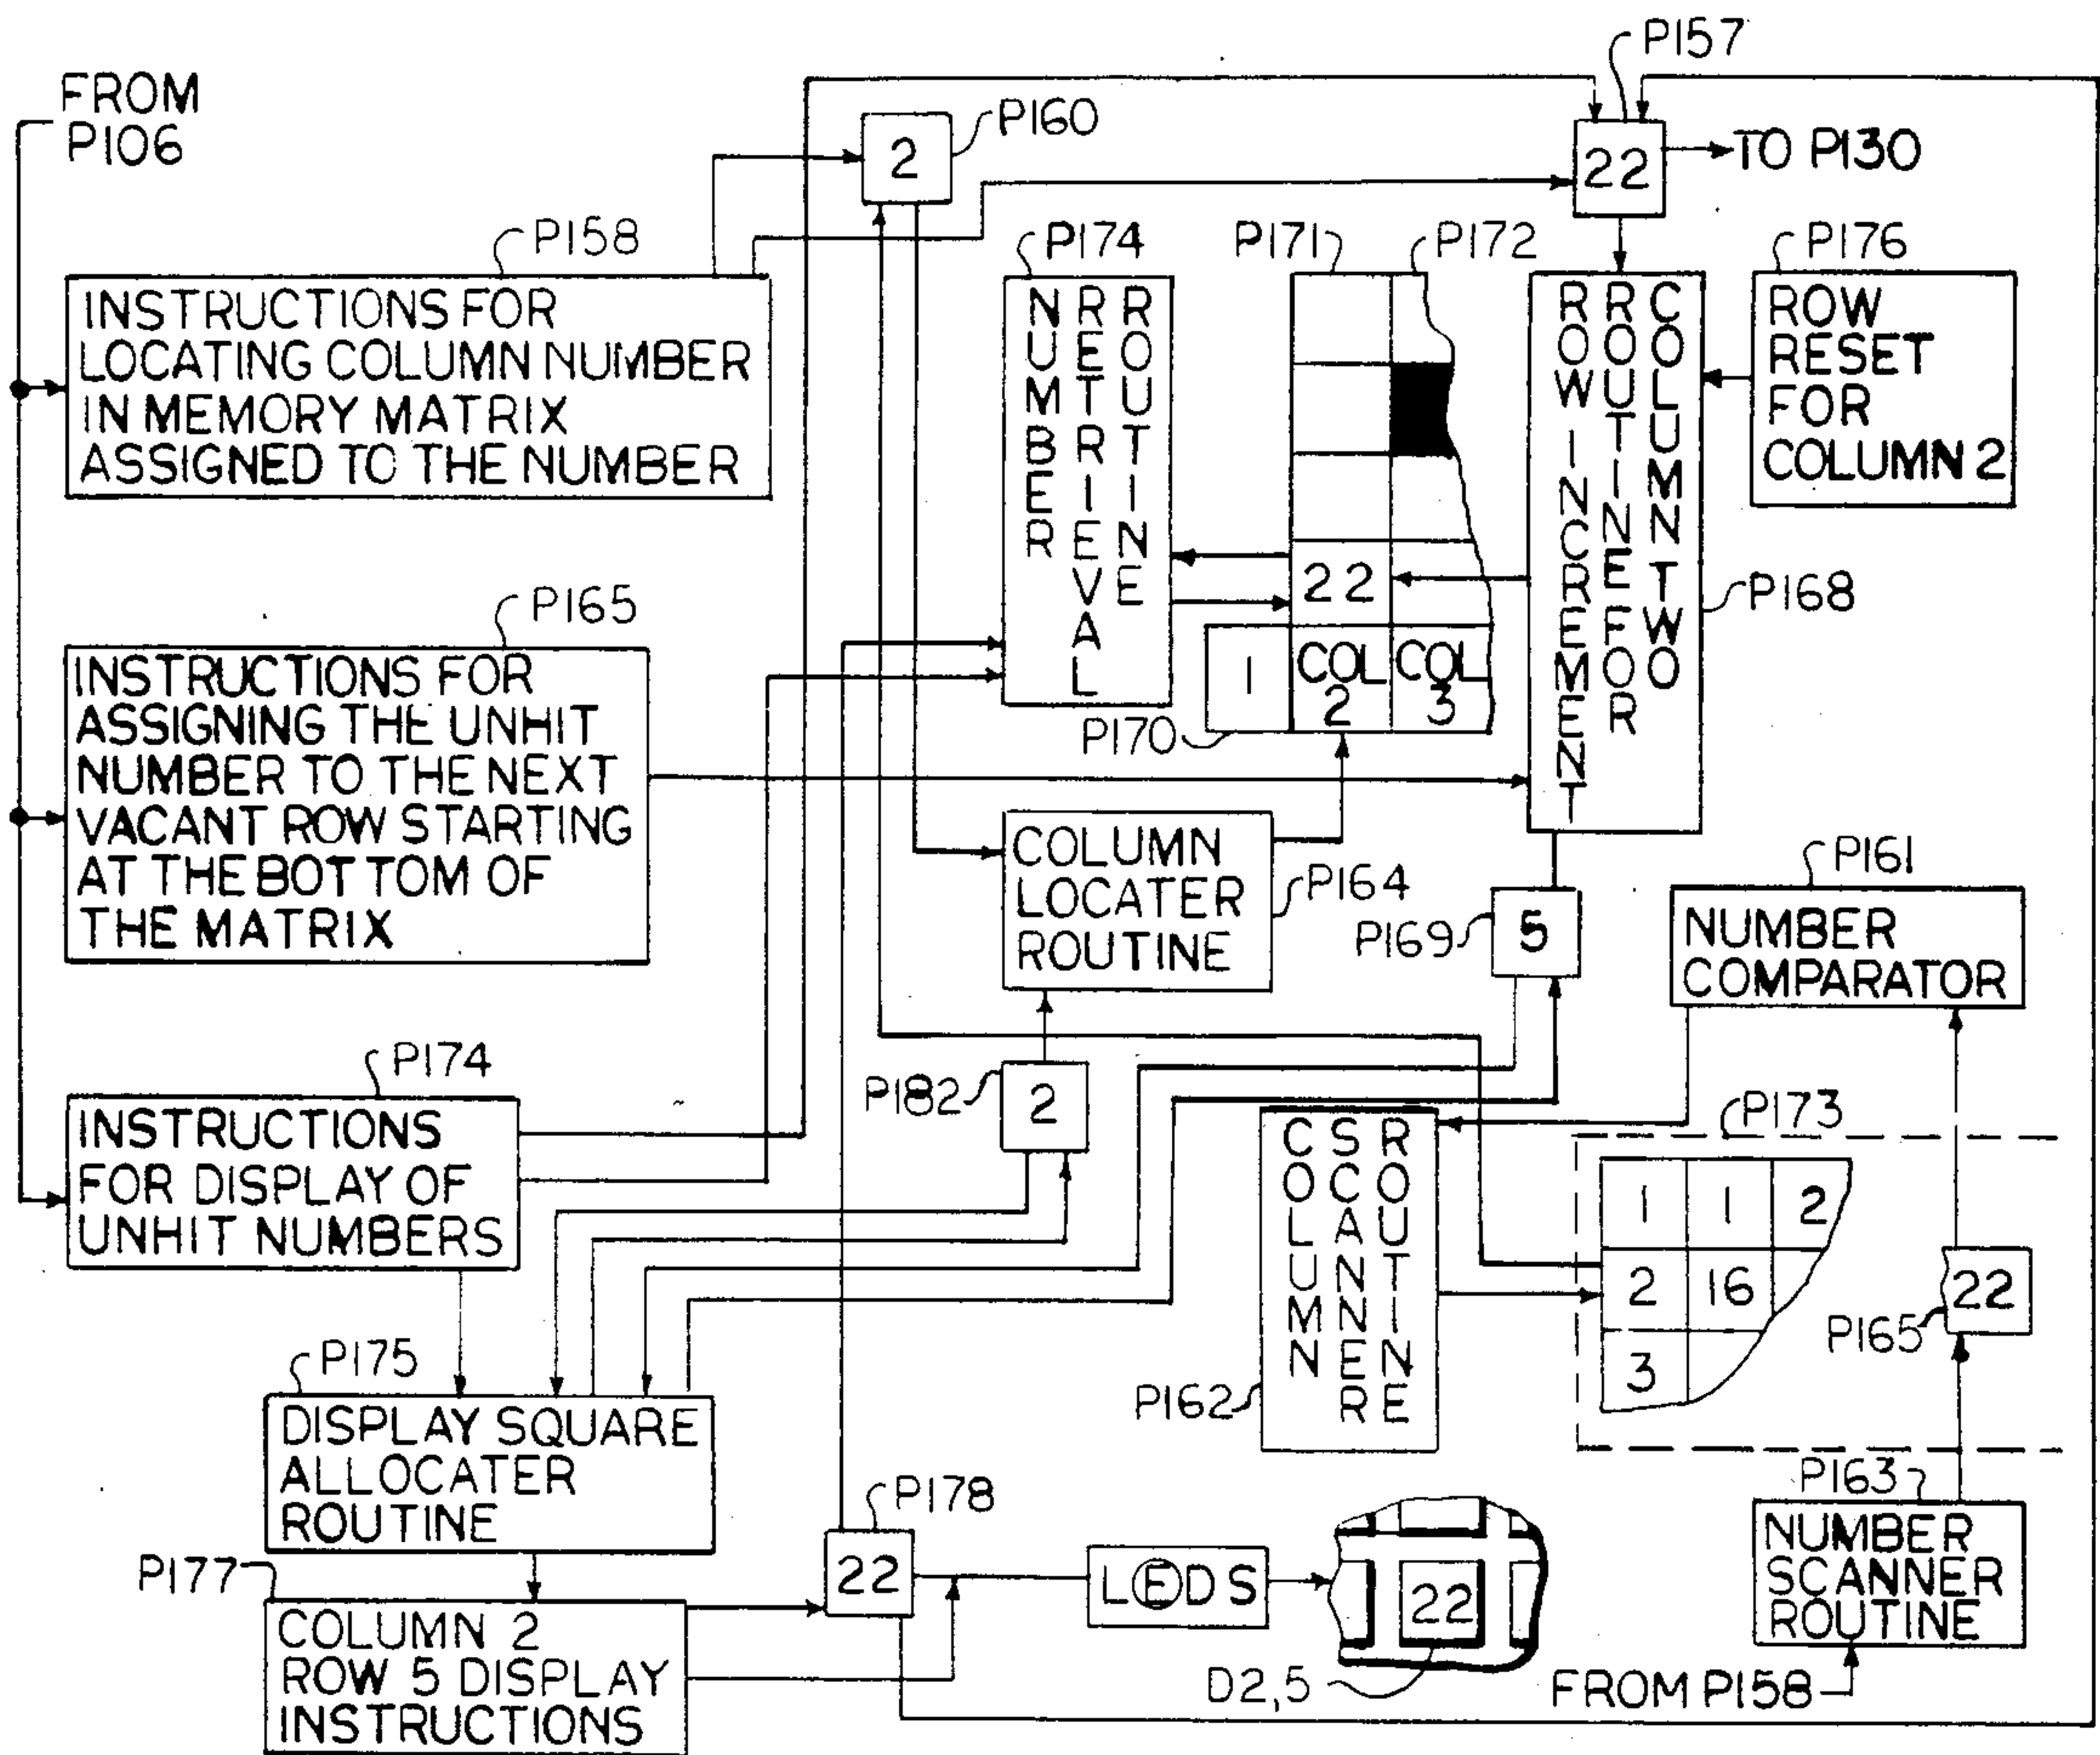 FROM
P106
P157
P160
2
22
TO P130
P158
INSTRUCTIONS FOR
LOCATING COLUMN NUMBER
IN MEMORY MATRIX
ASSIGNED TO THE NUMBER
P174
NUMBER
RETRIEVAL
ROUTINE
P171
P172
22
1
COL
2
COL
3
P170
ROW INCREMENT
ROUTINE FOR
COLUMN TWO
P168
P176
ROW
RESET
FOR
COLUMN 2
P165
INSTRUCTIONS FOR
ASSIGNING THE UNHIT
NUMBER TO THE NEXT
VACANT ROW STARTING
AT THE BOTTOM OF
THE MATRIX
COLUMN
LOCATER
ROUTINE
P164
P169
5
P161
NUMBER
COMPARATOR
P174
INSTRUCTIONS
FOR DISPLAY OF
UNHIT NUMBERS
P182
2
P162
COLUMN
SCANNER
ROUTINE
P173
1 1 2
2 16
3
P165
22
P175
DISPLAY SQUARE
ALLOCATER
ROUTINE
P163
NUMBER
SCANNER
ROUTINE
FROM P158
P177
COLUMN 2
ROW 5 DISPLAY
INSTRUCTIONS
P178
22
LEDS
22
D2,5